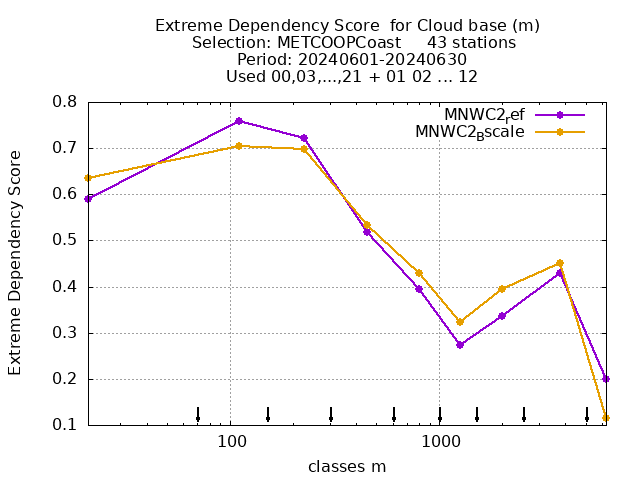 Extreme Dependency Score  for Cloud base (m)
Selection: METCOOPCoast     43 stations
Period: 20240601-20240630
Used 00,03,...,21 + 01 02 ... 12
MNWC2ref
MNWC2Bscale
0.8
0.7
0.6
0.5
0.4
0.3
0.2
0.1
Extreme Dependency Score
100
1000
classes m